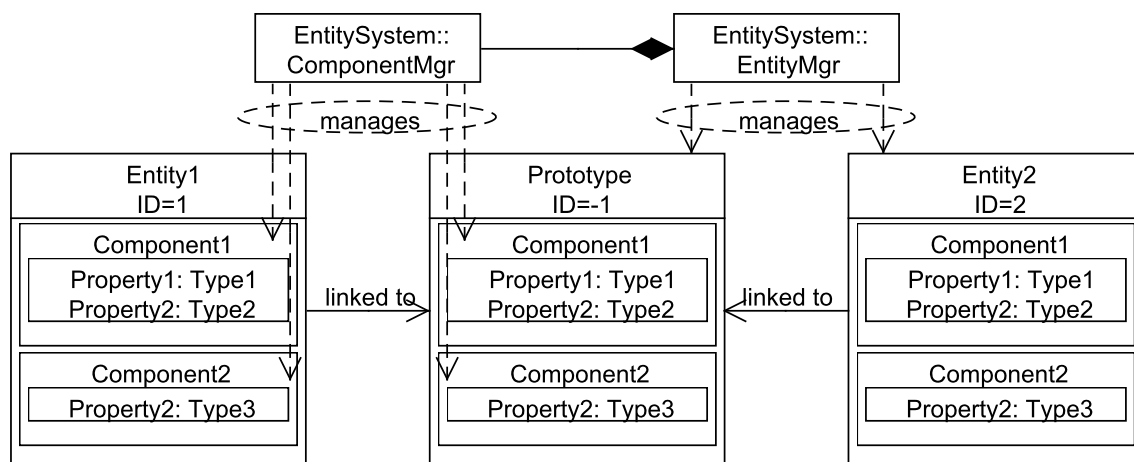 EntitySystem::
ComponentMgr
EntitySystem::
EntityMgr
manages
manages
Entity1
ID=1
Component1
Property1: Type1
Property2: Type2
Component2
Property2: Type3
linked to
Prototype
ID=-1
Component1
Property1: Type1
Property2: Type2
Component2
Property2: Type3
linked to
Entity2
ID=2
Component1
Property1: Type1
Property2: Type2
Component2
Property2: Type3